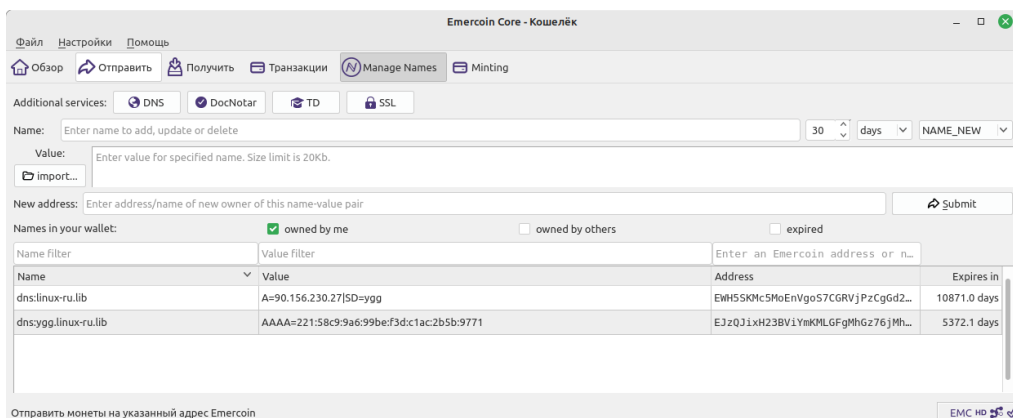 Emercoin Core - Кошелёк
Файл Настройки Помощь
Обзор Отправить Получить Транзакции Manage Names Minting
Additional services: DNS DocNotar TD SSL
Name: Enter name to add, update or delete 30 days NAME_NEW
Value: Enter value for specified name. Size limit is 20Kb.
import...
New address: Enter address/name of new owner of this name-value pair Submit
Names in your wallet: owned by me owned by others expired
Name filter Value filter Enter an Emercoin address or n…
Name Value Address Expires in
dns:linux-ru.lib A=90.156.230.27|SD=ygg EWH5SKMc5MoEnVgoS7CGRVjPzCgGd2… 10871.0 days
dns:ygg.linux-ru.lib AAAA=221:58c9:9a6:99be:f3d:c1ac:2b5b:9771 EJzQJixH23BViYmKMLGFgMhGz76jMh… 5372.1 days
Отправить монеты на указанный адрес Emercoin EMC HD